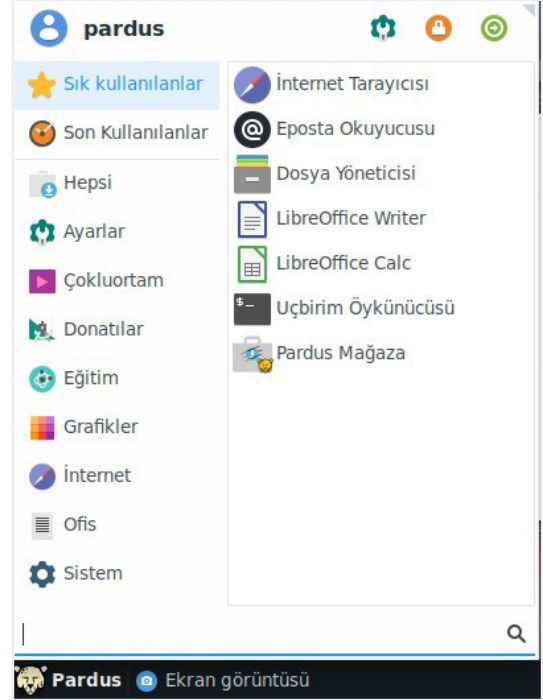 pardus
Sık kullanılanlar
Son Kullanılanlar
Hepsi
Ayarlar
Çokluortam
Donatılar
Eğitim
Grafikler
İnternet
Ofis
Sistem
İnternet Tarayıcısı
Eposta Okuyucusu
Dosya Yöneticisi
LibreOffice Writer
LibreOffice Calc
Uçbirim Öykünücüsü
Pardus Mağaza
Pardus Ekran görüntüsü